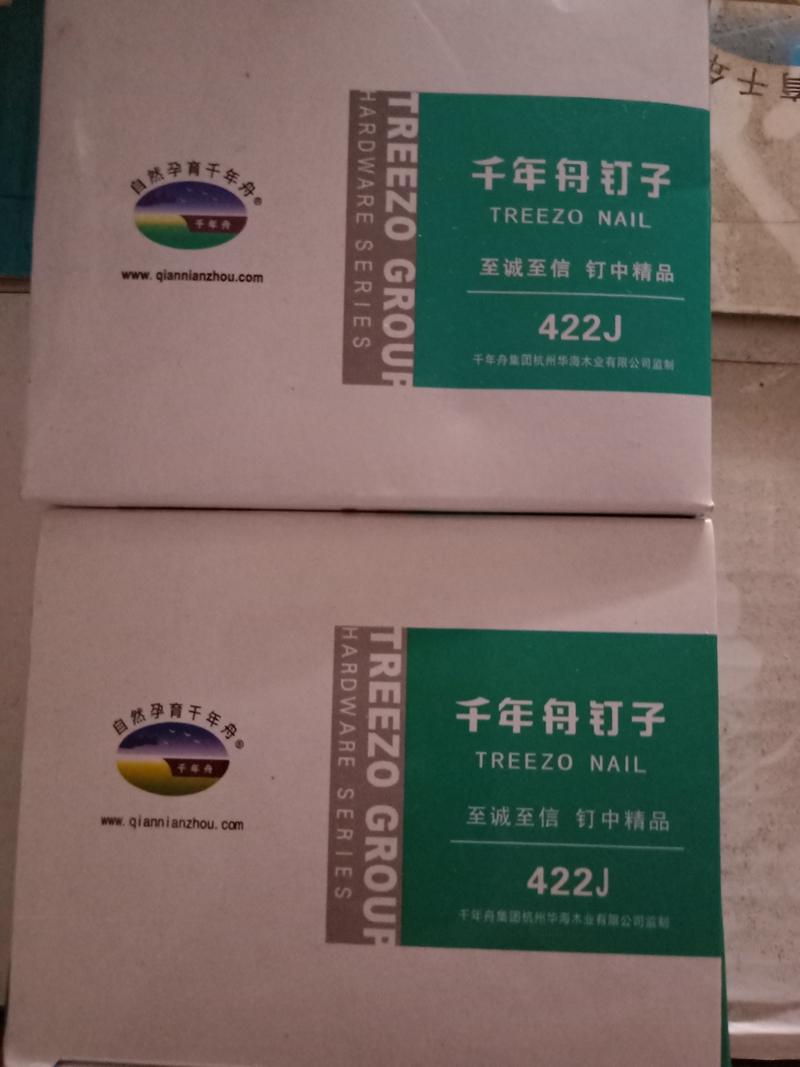 育千年
自然孕育千年舟®
千年舟
www.qiannianzhou.com
TREEZO GROUP
HARDWARE SERIES
千年舟钉子
TREEZO NAIL
至诚至信 钉中精品
422J
千年舟集团杭州华海木业有限公司监制
自然孕育千年舟®
千年舟
www.qiannianzhou.com
TREEZO GROUP
HARDWARE SERIES
千年舟钉子
TREEZO NAIL
至诚至信 钉中精品
422J
千年舟集团杭州华海木业有限公司监制